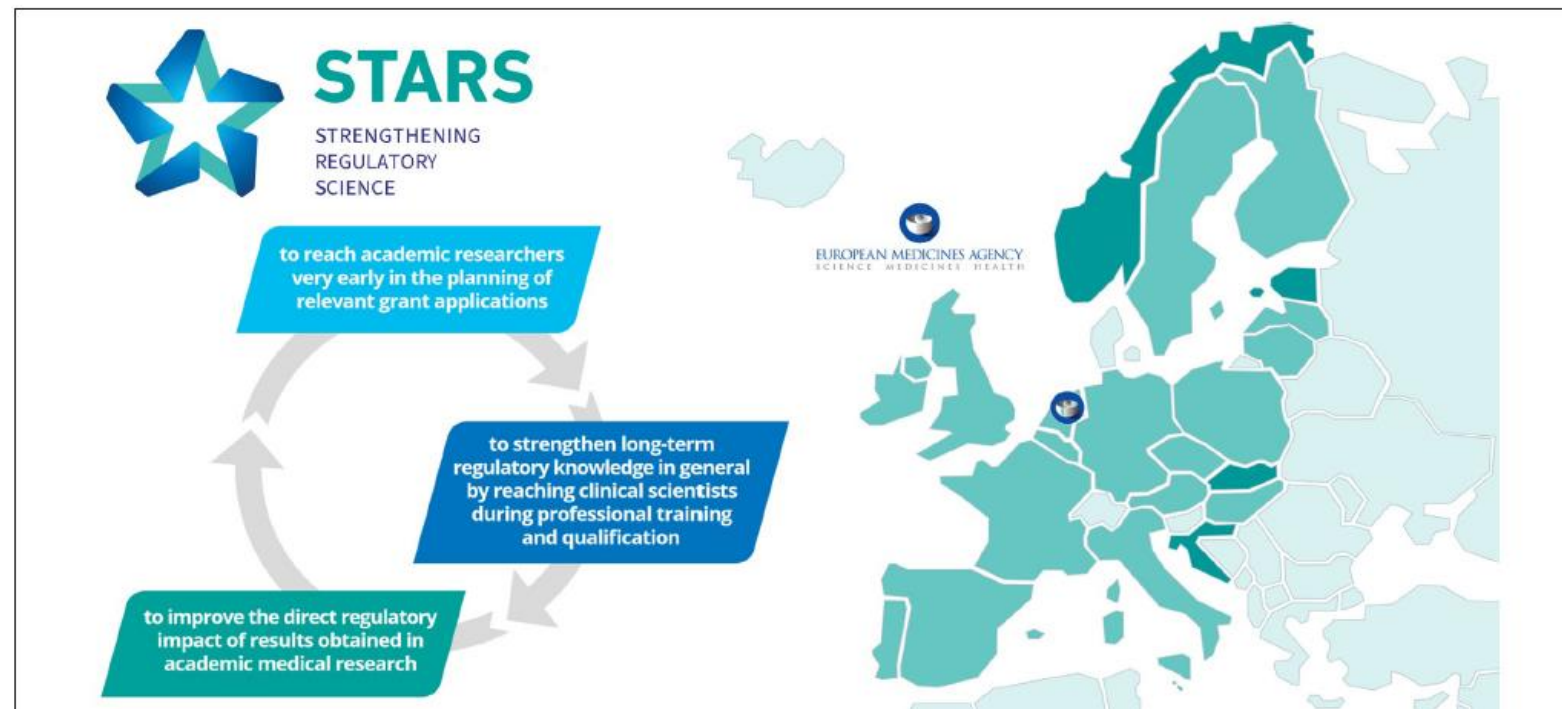 STARS
STRENGTHENING
REGULATORY
SCIENCE
to reach academic researchers
very early in the planning of
relevant grant applications
EUROPEAN MEDICINES AGENCY
SCIENCE MEDICINES HEALTH
to strengthen long-term
regulatory knowledge in general
by reaching clinical scientists
during professional training
and qualification
to improve the direct regulatory
impact of results obtained in
academic medical research